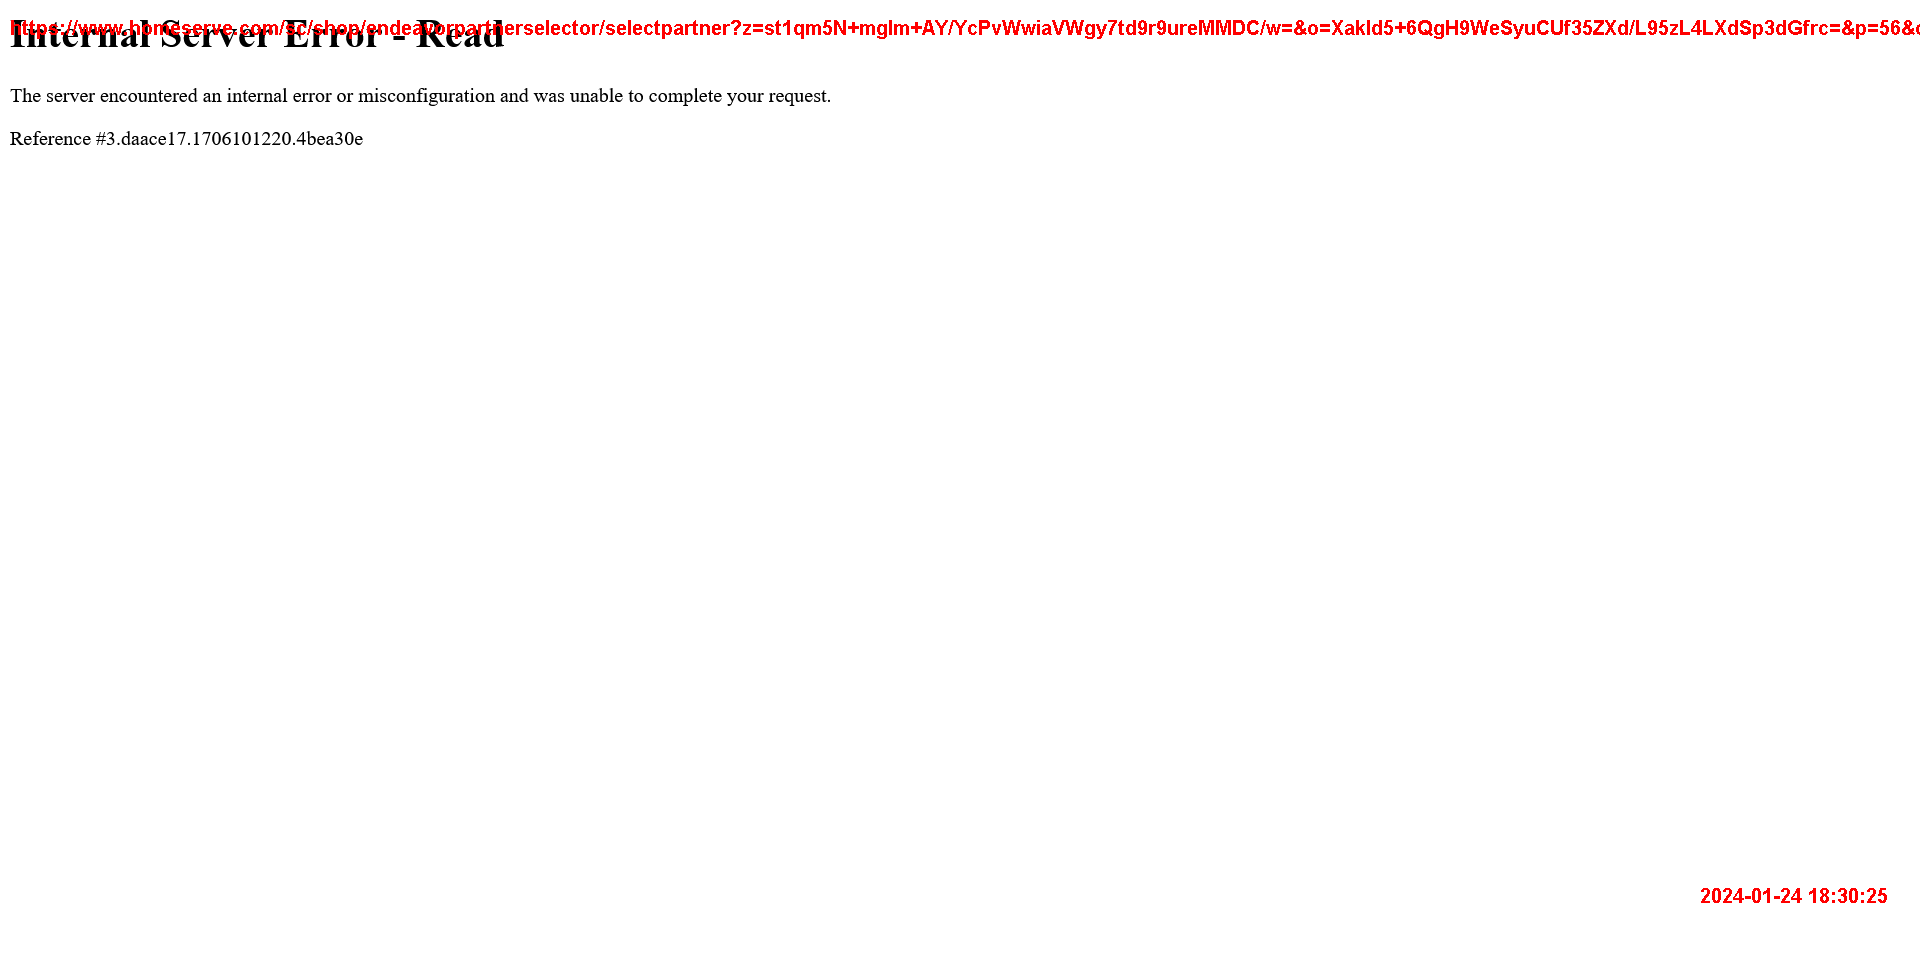 https://www.homeserve.com/sc/shop/endeavorpartnerselector/selectpartner?z=st1qm5N+mgIm+AY/YcPvWwiaVWgy7td9r9ureMMDC/w=&o=XakId5+6QgH9WeSyuCUf35ZXd/L95zL4LXdSp3dGfrc=&p=56&
Internal Server Error - Read
The server encountered an internal error or misconfiguration and was unable to complete your request.
Reference #3.daace17.1706101220.4bea30e
2024-01-24 18:30:25